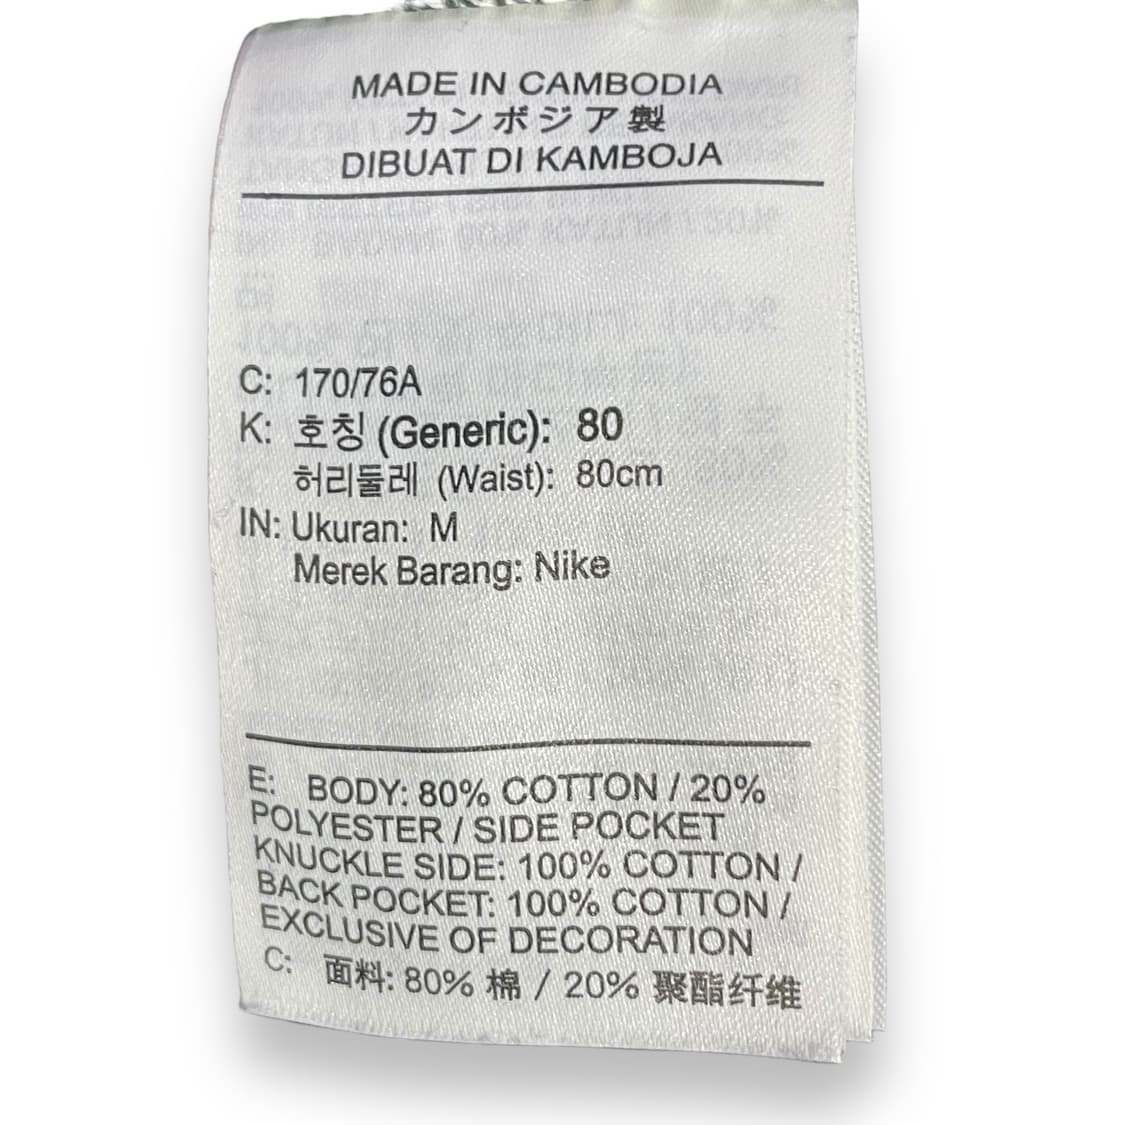 MADE IN CAMBODIA
カンボジア製
DIBUAT DI KAMBOJA
C: 170/76A
K: 호칭 (Generic): 80
허리둘레 (Waist): 80cm
IN: Ukuran: M
Merek Barang: Nike
E: BODY: 80% COTTON / 20%
POLYESTER / SIDE POCKET
KNUCKLE SIDE: 100% COTTON /
BACK POCKET: 100% COTTON /
EXCLUSIVE OF DECORATION
C: 面料: 80% 棉 / 20% 聚酯纤维